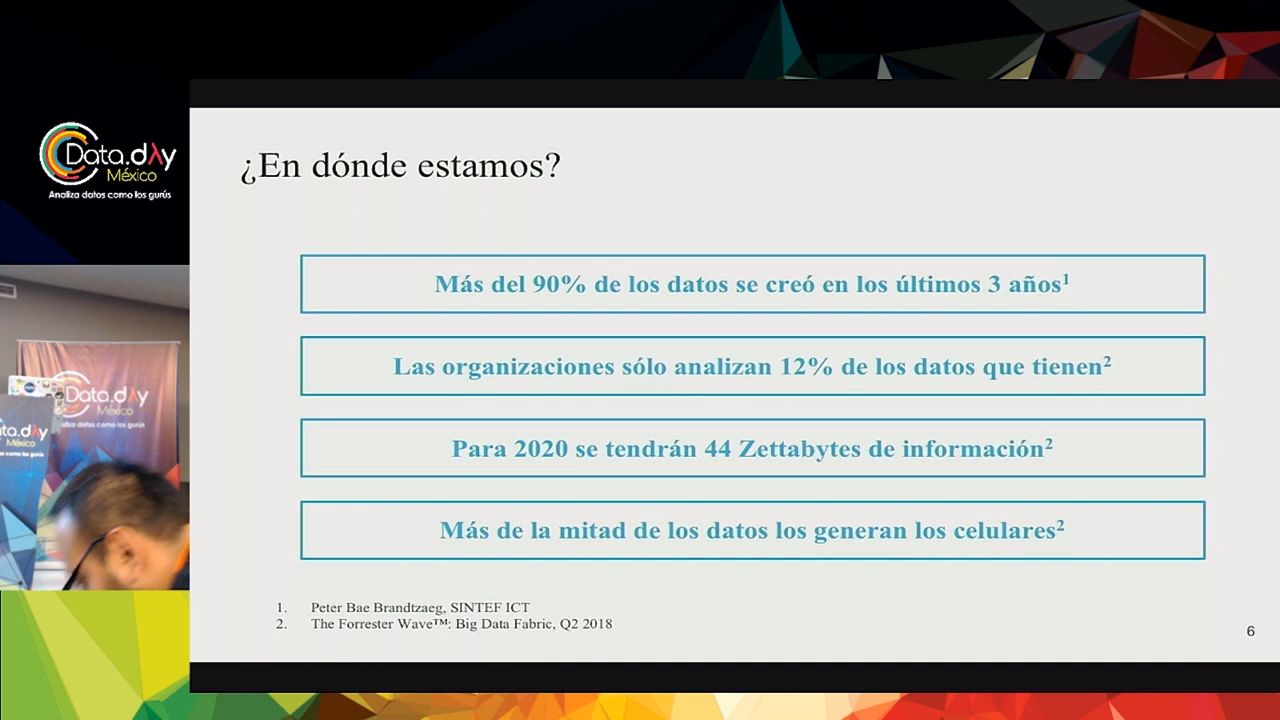 Data.dλy
México
Analiza datos como los gurús
¿En dónde estamos?
Más del 90% de los datos se creó en los últimos 3 años¹
Las organizaciones sólo analizan 12% de los datos que tienen²
Para 2020 se tendrán 44 Zettabytes de información²
Más de la mitad de los datos los generan los celulares²
1. Peter Bae Brandtzaeg, SINTEF ICT
2. The Forrester Wave™: Big Data Fabric, Q2 2018
6
Data.dλy
México